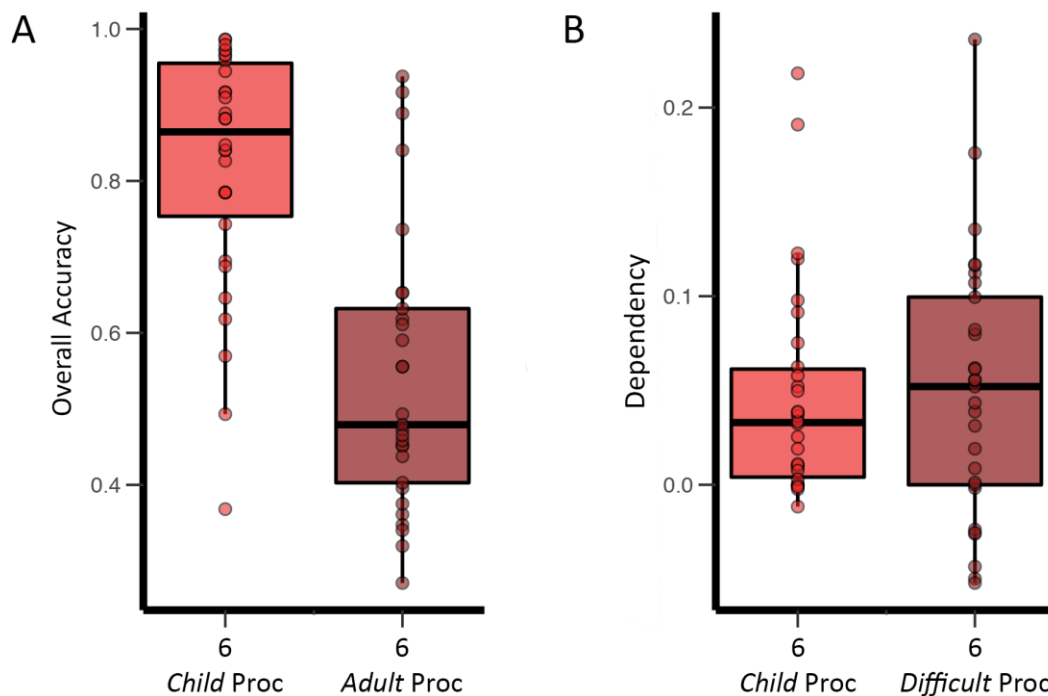 A
Overall Accuracy
1.0
0.8
0.6
0.4
6
6
Child Proc
Adult Proc
B
Dependency
0.2
0.1
0.0
6
6
Child Proc
Difficult Proc